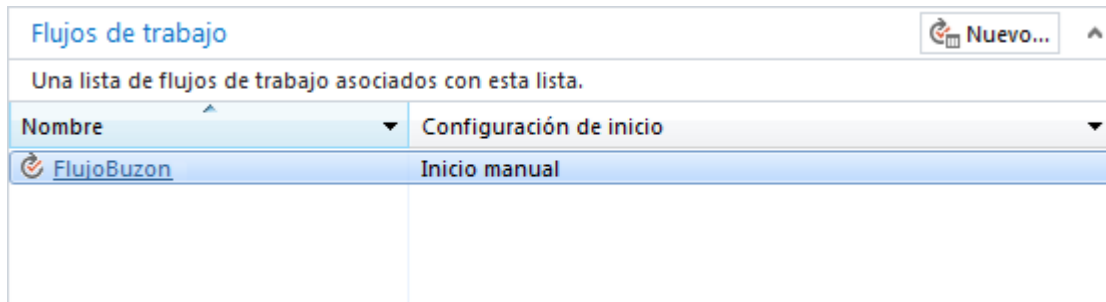 Flujos de trabajo Nuevo...
Una lista de flujos de trabajo asociados con esta lista.
Nombre Configuración de inicio
FlujoBuzon Inicio manual